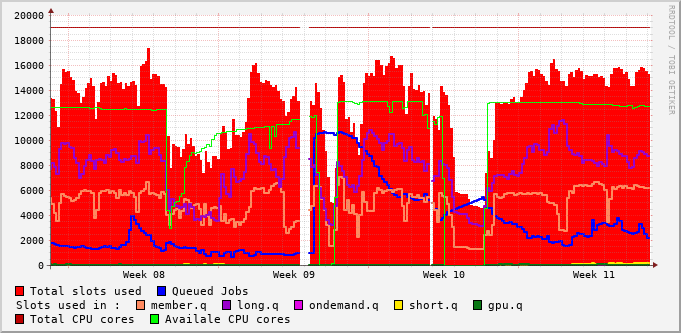 20000
18000
16000
14000
12000
10000
8000
6000
4000
2000
0
Week 08 Week 09 Week 10 Week 11
Total slots used Queued Jobs
Slots used in : member.q long.q ondemand.q short.q gpu.q
Total CPU cores Availale CPU cores
RRDTOOL / TOBI OETIKER